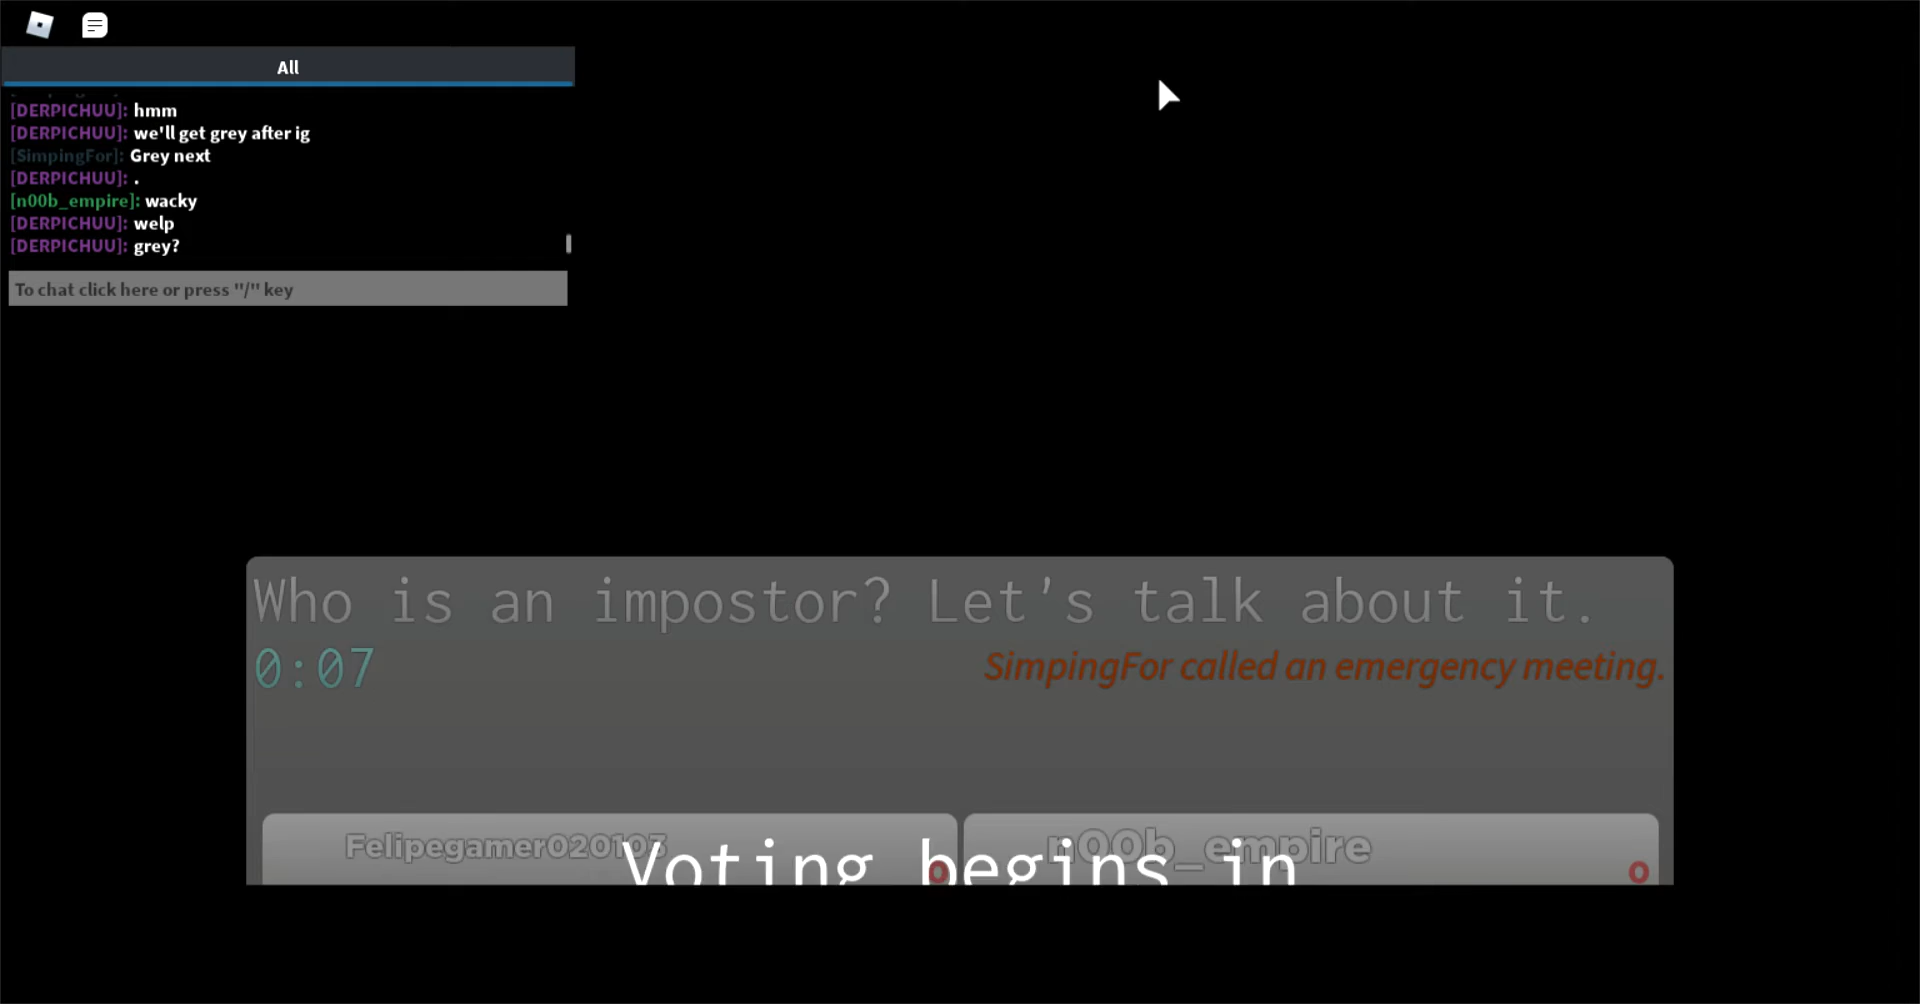 All
[DERPICHUU]: hmm
[DERPICHUU]: we'll get grey after ig
[SimpingFor]: Grey next
[DERPICHUU]: .
[n00b_empire]: wacky
[DERPICHUU]: welp
[DERPICHUU]: grey?
To chat click here or press "/" key
Who is an impostor? Let's talk about it.
0:07
SimpingFor called an emergency meeting.
Felipegamer020103
n00b_empire
Voting begins in
0
0